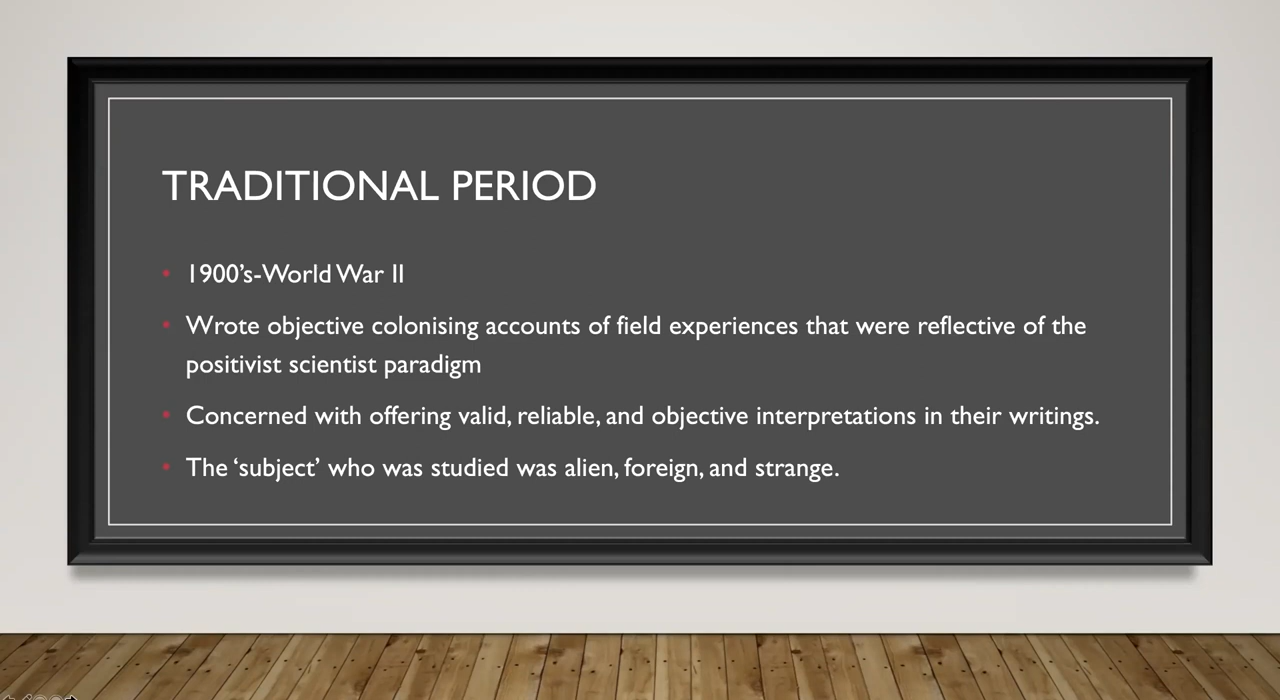 TRADITIONAL PERIOD
• 1900’s-World War II
• Wrote objective colonising accounts of field experiences that were reflective of the
positivist scientist paradigm
• Concerned with offering valid, reliable, and objective interpretations in their writings.
• The ‘subject’ who was studied was alien, foreign, and strange.